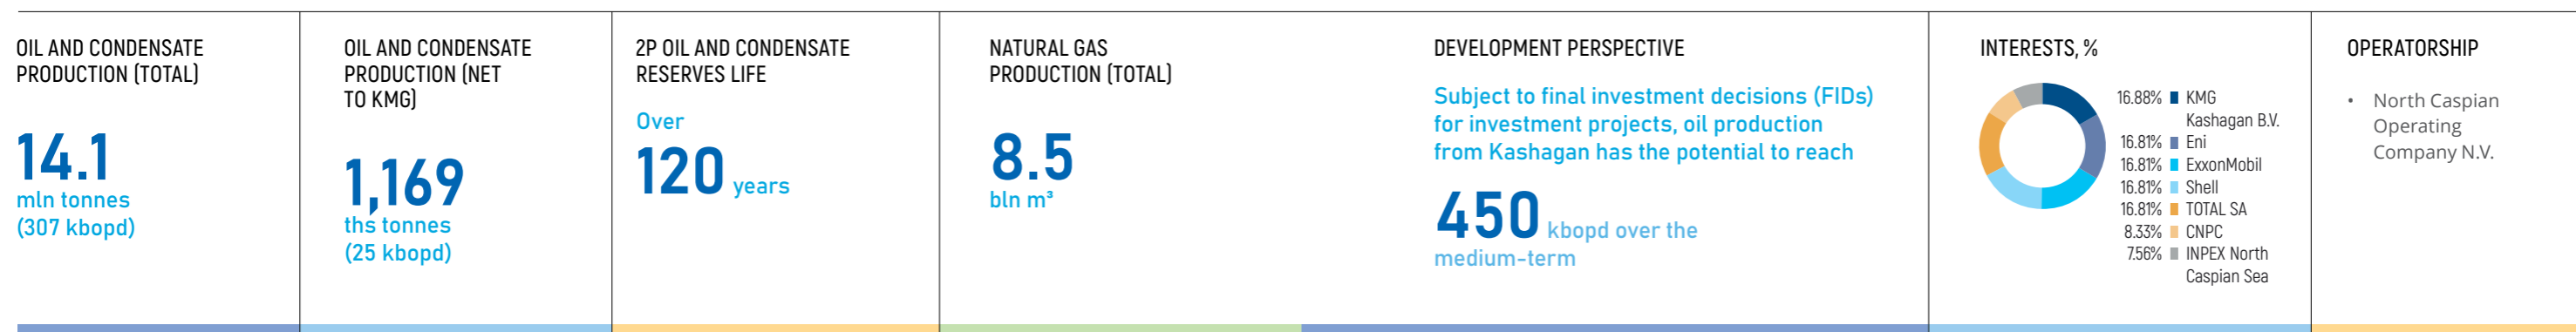 OIL AND CONDENSATE
PRODUCTION (TOTAL)
14.1
mln tonnes
(307 kbopd)
OIL AND CONDENSATE
PRODUCTION (NET
TO KMG)
1,169
ths tonnes
(25 kbopd)
2P OIL AND CONDENSATE
RESERVES LIFE
Over
120 years
NATURAL GAS
PRODUCTION (TOTAL)
8.5
bln m³
DEVELOPMENT PERSPECTIVE
Subject to final investment decisions (FIDs)
for investment projects, oil production
from Kashagan has the potential to reach
450 kbopd over the
medium-term
INTERESTS, %
16.88% KMG
Kashagan B.V.
16.81% Eni
16.81% ExxonMobil
16.81% Shell
16.81% TOTAL SA
8.33% CNPC
7.56% INPEX North
Caspian Sea
OPERATORSHIP
• North Caspian
Operating
Company N.V.